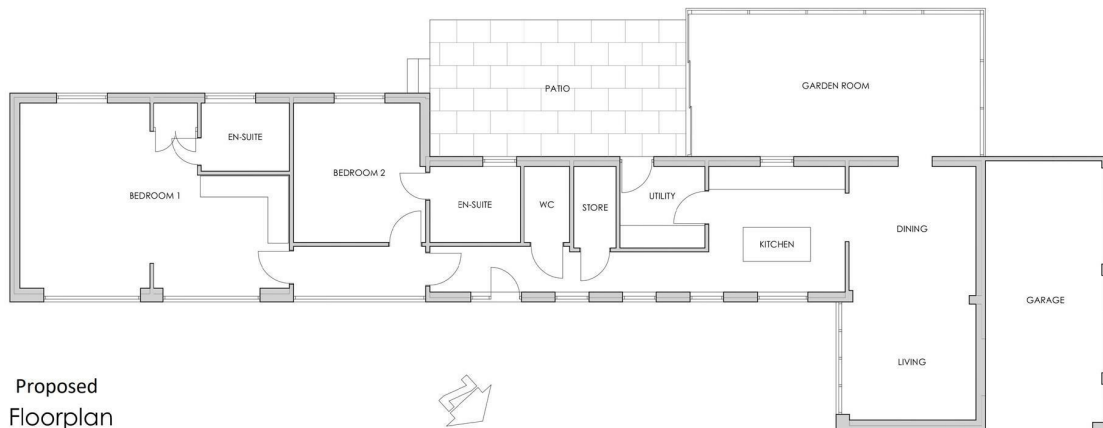 PATIO
GARDEN ROOM
EN-SUITE
BEDROOM 1
BEDROOM 2
EN-SUITE
WC
STORE
UTILITY
KITCHEN
DINING
GARAGE
LIVING
Proposed
Floorplan